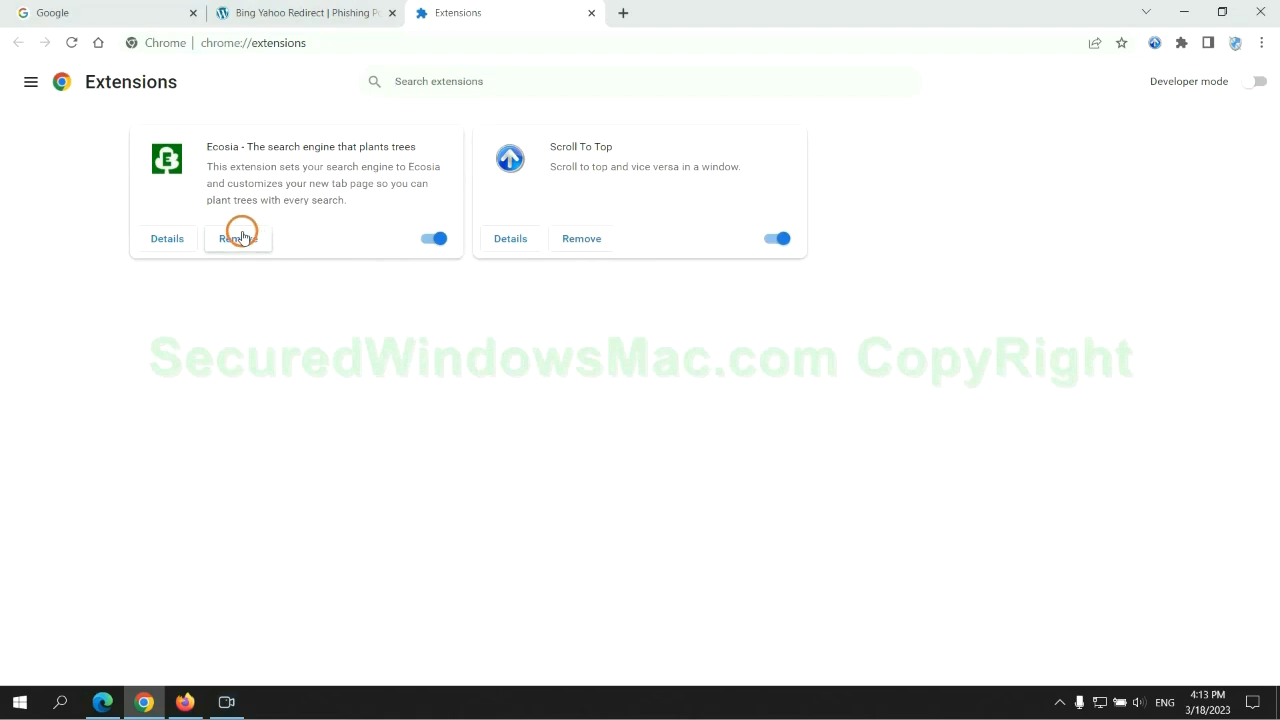 Google
Bing Yahoo Redirect | Phishing Po
Extensions
Chrome
chrome://extensions
Extensions
Search extensions
Developer mode
Ecosia - The search engine that plants trees
This extension sets your search engine to Ecosia
and customizes your new tab page so you can
plant trees with every search.
Details
Remove
Scroll To Top
Scroll to top and vice versa in a window.
Details
Remove
SecuredWindowsMac.com CopyRight
ENG
4:13 PM
3/18/2023